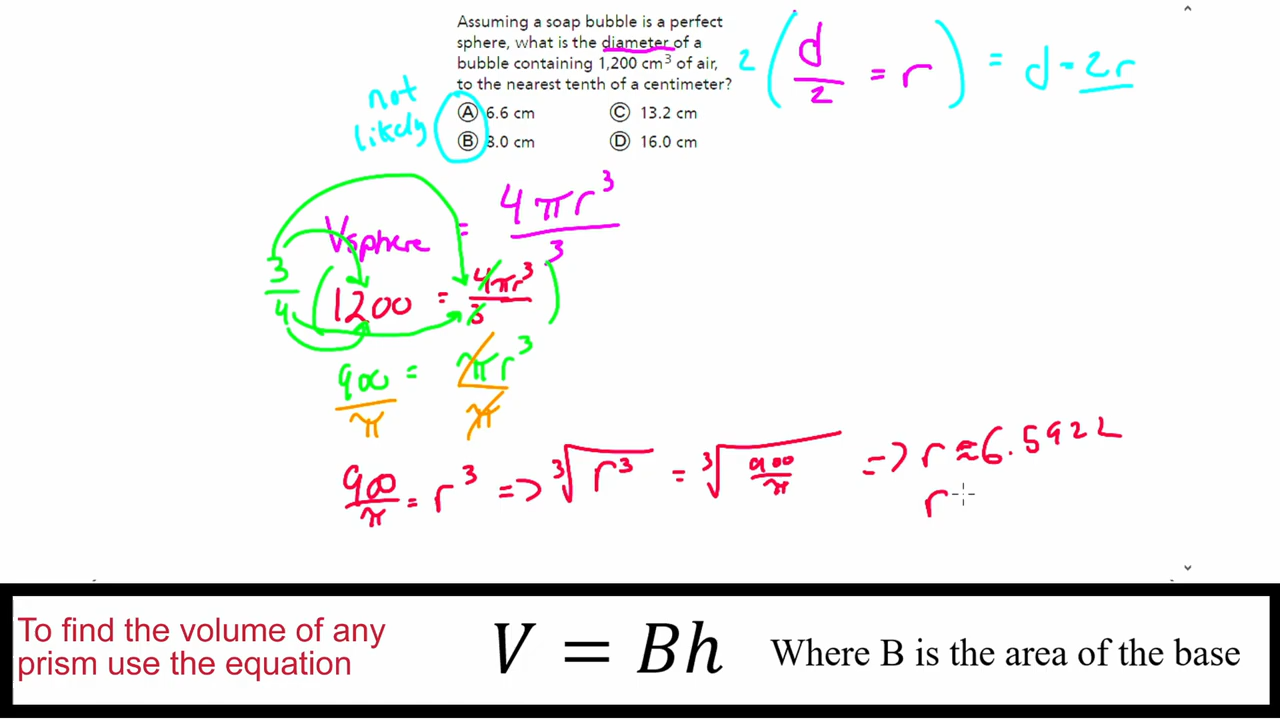 Assuming a soap bubble is a perfect
sphere, what is the diameter of a
bubble containing 1,200 cm³ of air,
to the nearest tenth of a centimeter?
Ⓐ 6.6 cm Ⓒ 13.2 cm
Ⓑ 8.0 cm Ⓓ 16.0 cm
2 ( d/2 = r ) = d = 2r
not
likely
Vsphere = 4πr³/3
3/4 ( 1200 = 4πr³/3 )
900/π = πr³/π
900/π = r³ => ∛r³ = ∛900/π => r ≈ 6.5922
r
To find the volume of any
prism use the equation
V = Bh
Where B is the area of the base